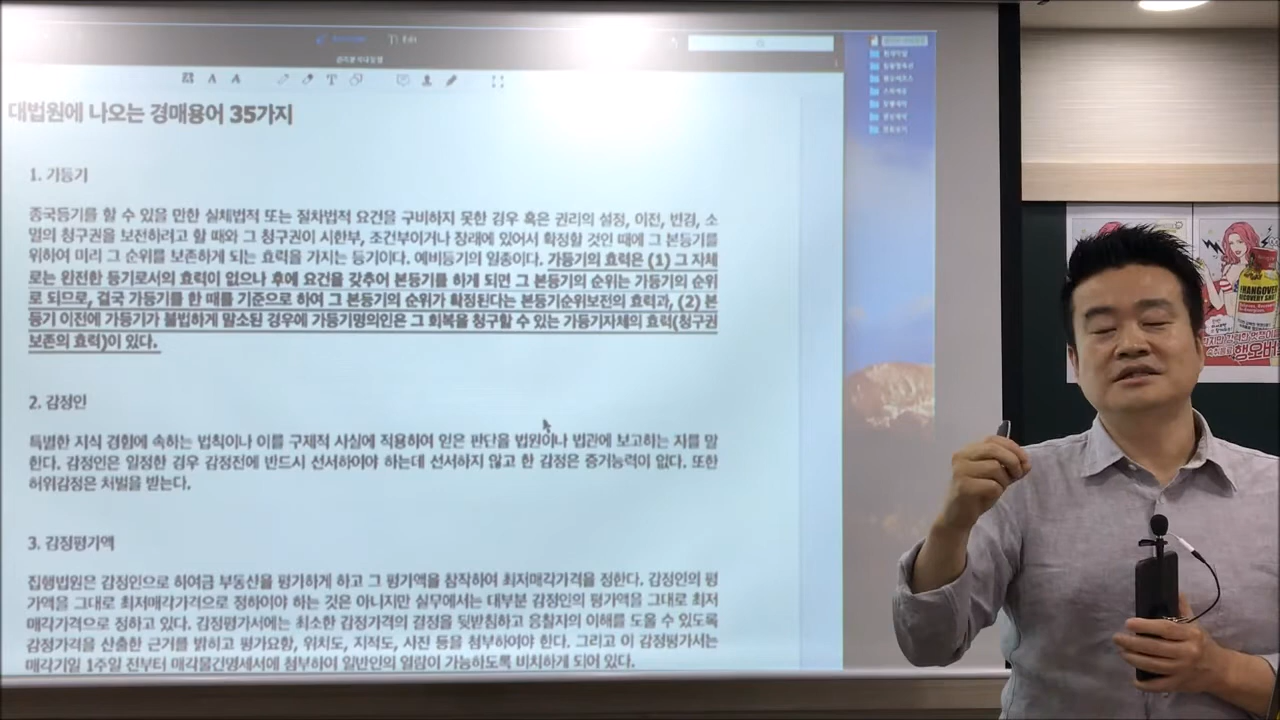 대법원에 나오는 경매용어 35가지
1. 가등기
종국등기를 할 수 있을 만한 실체법적 또는 절차법적 요건을 구비하지 못한 경우 혹은 권리의 설정, 이전, 변경, 소
멸의 청구권을 보전하려고 할 때와 그 청구권이 시한부, 조건부이거나 장래에 있어서 확정할 것인 때에 그 본등기를
위하여 미리 그 순위를 보존하게 되는 효력을 가지는 등기이다. 예비등기의 일종이다. 가등기의 효력은 (1) 그 자체
로는 완전한 등기로서의 효력이 없으나 후에 요건을 갖추어 본등기를 하게 되면 그 본등기의 순위는 가등기의 순위
로 되므로, 결국 가등기를 한 때를 기준으로 하여 그 본등기의 순위가 확정된다는 본등기순위보전의 효력과, (2) 본
등기 이전에 가등기가 불법하게 말소된 경우에 가등기명의인은 그 회복을 청구할 수 있는 가등기자체의 효력(청구권
보존의 효력)이 있다.
2. 감정인
특별한 지식 경험에 속하는 법칙이나 이를 구체적 사실에 적용하여 얻은 판단을 법원이나 법관에 보고하는 자를 말
한다. 감정인은 일정한 경우 감정전에 반드시 선서하여야 하는데 선서하지 않고 한 감정은 증거능력이 없다. 또한
허위감정은 처벌을 받는다.
3. 감정평가액
집행법원은 감정인으로 하여금 부동산을 평가하게 하고 그 평가액을 참작하여 최저매각가격을 정한다. 감정인의 평
가액을 그대로 최저매각가격으로 정하여야 하는 것은 아니지만 실무에서는 대부분 감정인의 평가액을 그대로 최저
매각가격으로 정하고 있다. 감정평가서에는 최소한 감정가격의 결정을 뒷받침하고 응찰자의 이해를 도울 수 있도록
감정가격을 산출한 근거를 밝히고 평가요항, 위치도, 지적도, 사진 등을 첨부하여야 한다. 그리고 이 감정평가서는
매각기일 1주일 전부터 매각물건명세서에 첨부하여 일반인의 열람이 가능하도록 비치하게 되어 있다.
HANGOVER
RECOVERY
행오버